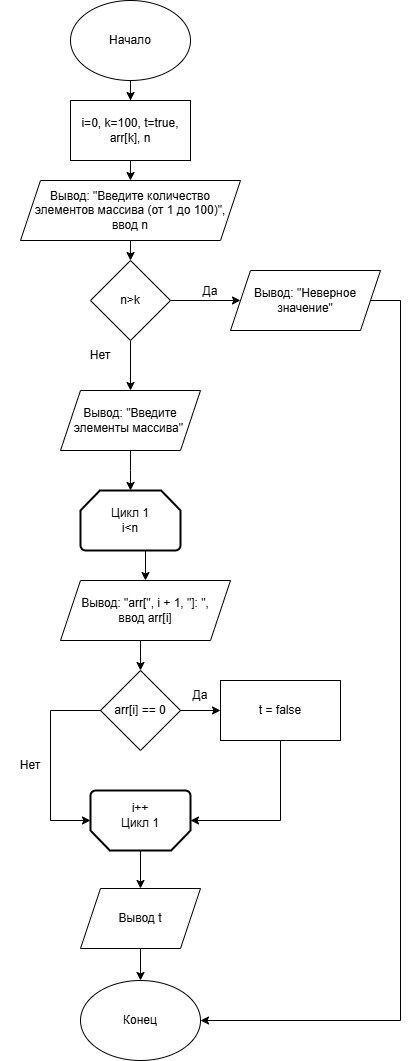 Начало
i=0, k=100, t=true,
arr[k], n
Вывод: "Введите количество
элементов массива (от 1 до 100)",
ввод n
n>k
Да
Вывод: "Неверное
значение"
Нет
Вывод: "Введите
элементы массива"
Цикл 1
i<n
Вывод: "arr[", i + 1, "]: ",
ввод arr[i]
arr[i] == 0
Да
t = false
Нет
i++
Цикл 1
Вывод t
Конец